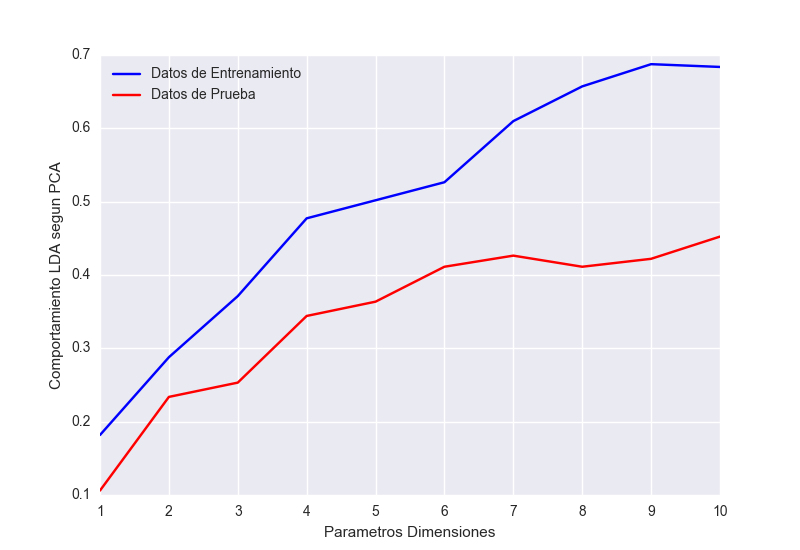 0.7
0.6
0.5
0.4
0.3
0.2
0.1
Comportamiento LDA segun PCA
Datos de Entrenamiento
Datos de Prueba
1 2 3 4 5 6 7 8 9 10
Parametros Dimensiones